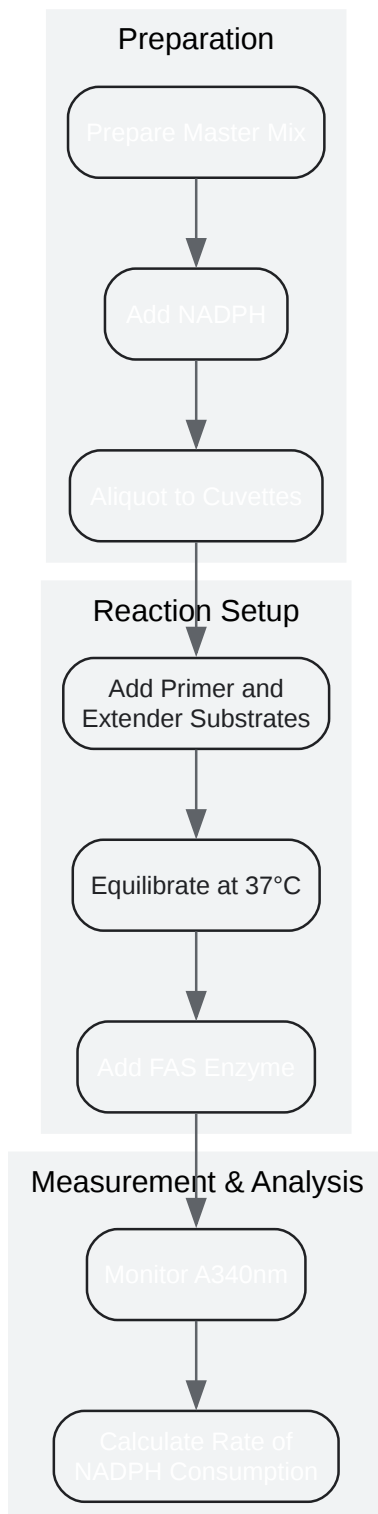 Preparation
Prepare Master Mix
Add NADPH
Aliquot to Cuvettes
Reaction Setup
Add Primer and
Extender Substrates
Equilibrate at 37°C
Add FAS Enzyme
Measurement & Analysis
Monitor A340nm
Calculate Rate of
NADPH Consumption